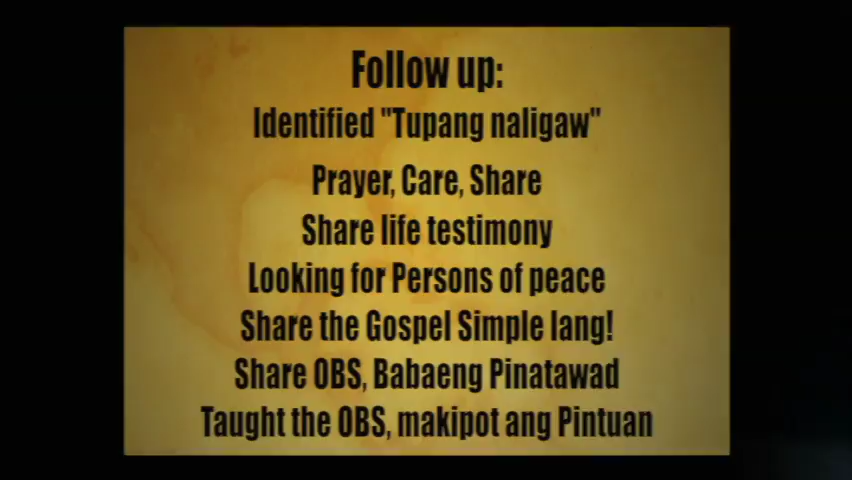 Follow up:
Identified "Tupang naligaw"
Prayer, Care, Share
Share life testimony
Looking for Persons of peace
Share the Gospel Simple lang!
Share OBS, Babaeng Pinatawad
Taught the OBS, makipot ang Pintuan